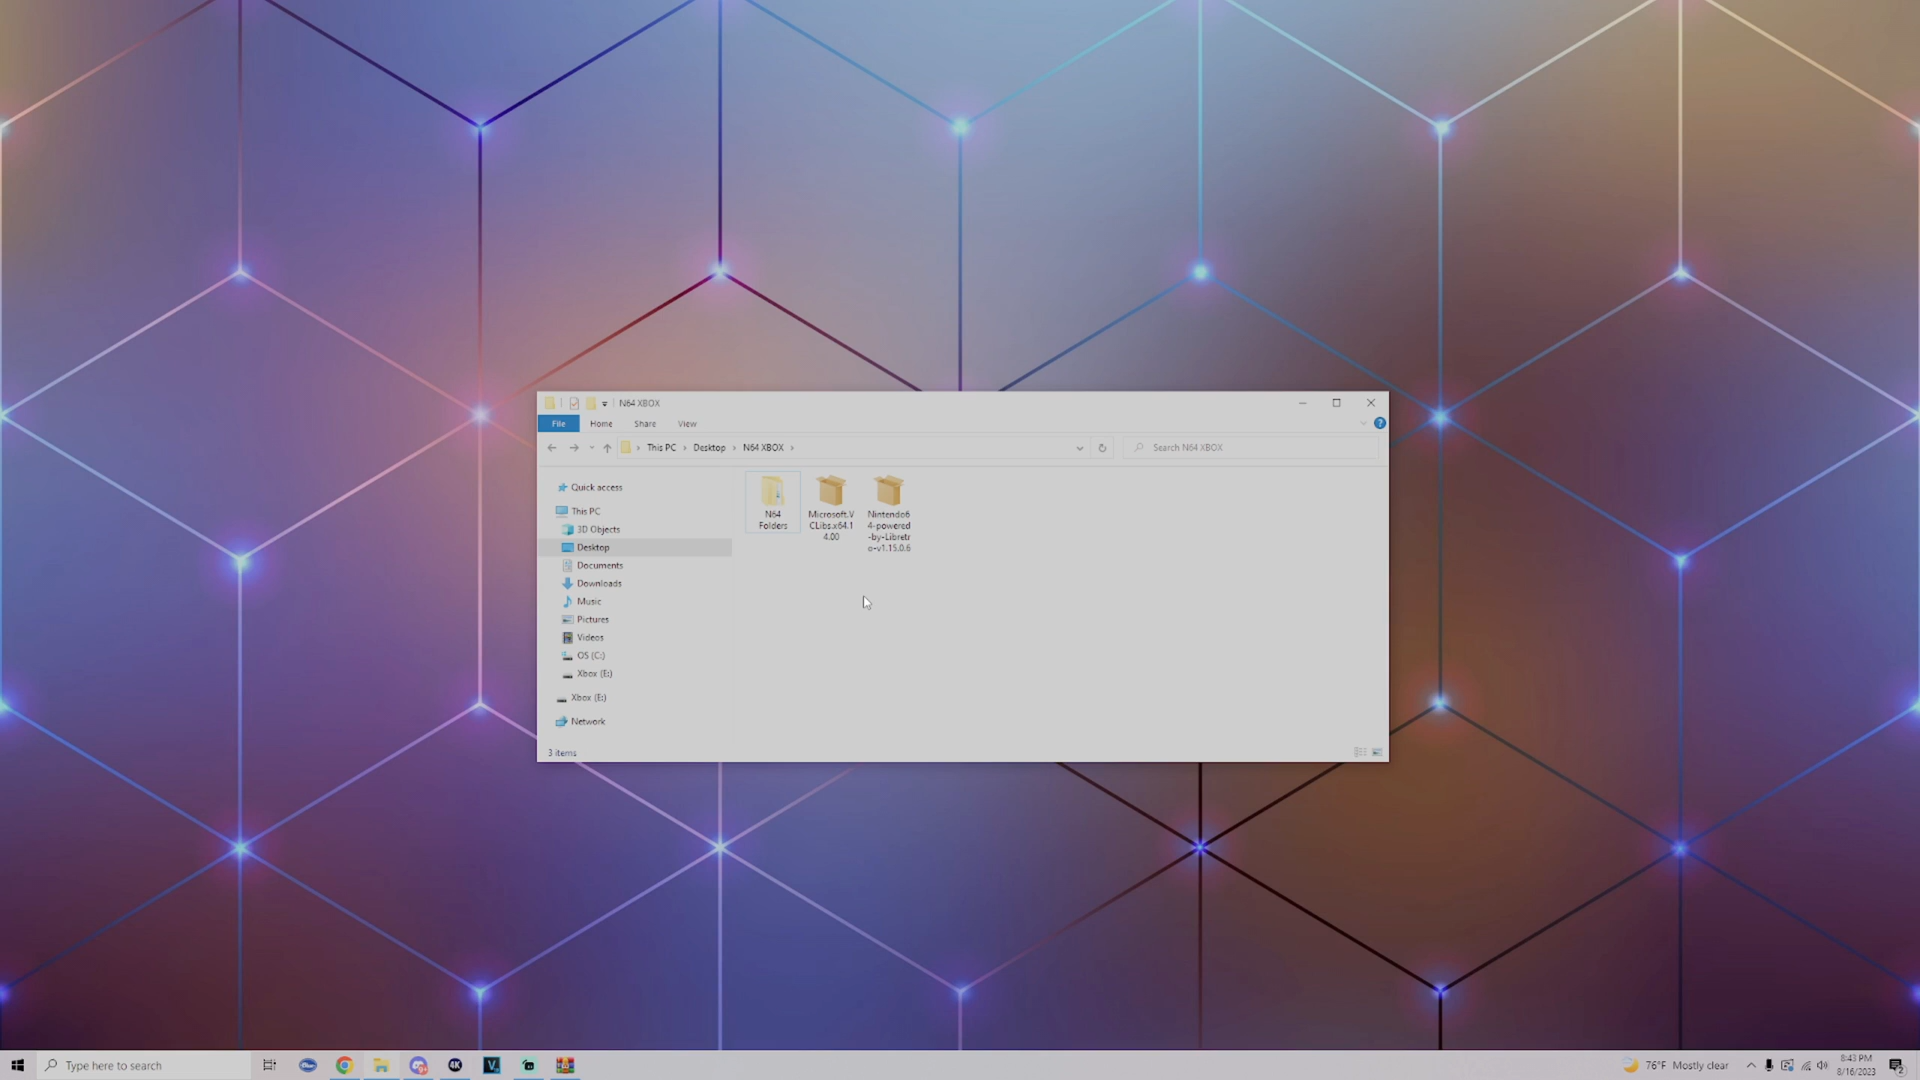 N64 XBOX
File Home Share View
This PC Desktop N64 XBOX
Search N64 XBOX
Quick access
This PC
3D Objects
Desktop
Documents
Downloads
Music
Pictures
Videos
OS (C:)
Xbox (E:)
Xbox (E:)
Network
N64
Folders
Microsoft.V
CLibs.x64.1
4.00
Nintendo6
4-powered
-by-Libretr
o-v1.15.0.6
3 items
Type here to search
4K
V
76°F Mostly clear
8:43 PM
8/16/2023
2